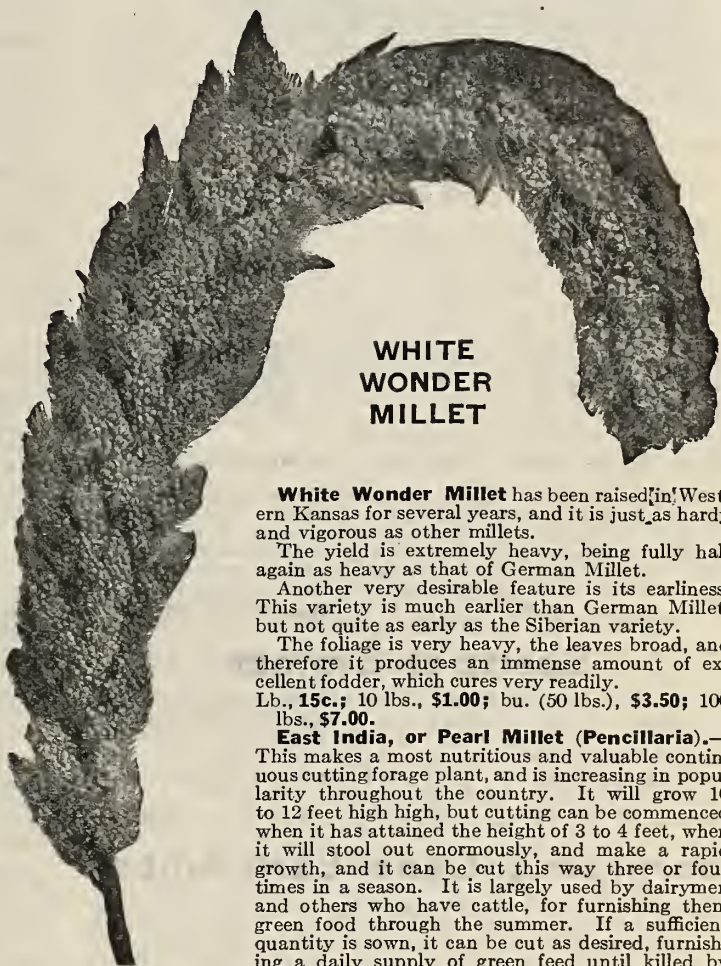 WHITE
WONDER
MILLET
White Wonder Millet has been raised in West
ern Kansas for several years, and it is just as hard
and vigorous as other millets.
The yield is extremely heavy, being fully hal
again as heavy as that of German Millet.
Another very desirable feature is its earliness
This variety is much earlier than German Millet
but not quite as early as the Siberian variety.
The foliage is very heavy, the leaves broad, and
therefore it produces an immense amount of ex
cellent fodder, which cures very readily.
Lb., 15c.; 10 lbs., $1.00; bu. (50 lbs.), $3.50; 100
lbs., $7.00.
East India, or Pearl Millet (Pencillaria).—
This makes a most nutritious and valuable contin
uous cutting forage plant, and is increasing in popu
larity throughout the country. It will grow 10
to 12 feet high high, but cutting can be commenced
when it has attained the height of 3 to 4 feet, when
it will stool out enormously, and make a rapid
growth, and it can be cut this way three or fou
times in a season. It is largely used by dairymen
and others who have cattle, for furnishing them
green food through the summer. If a sufficien
quantity is sown, it can be cut as desired, furnish
ing a daily supply of green feed until killed by